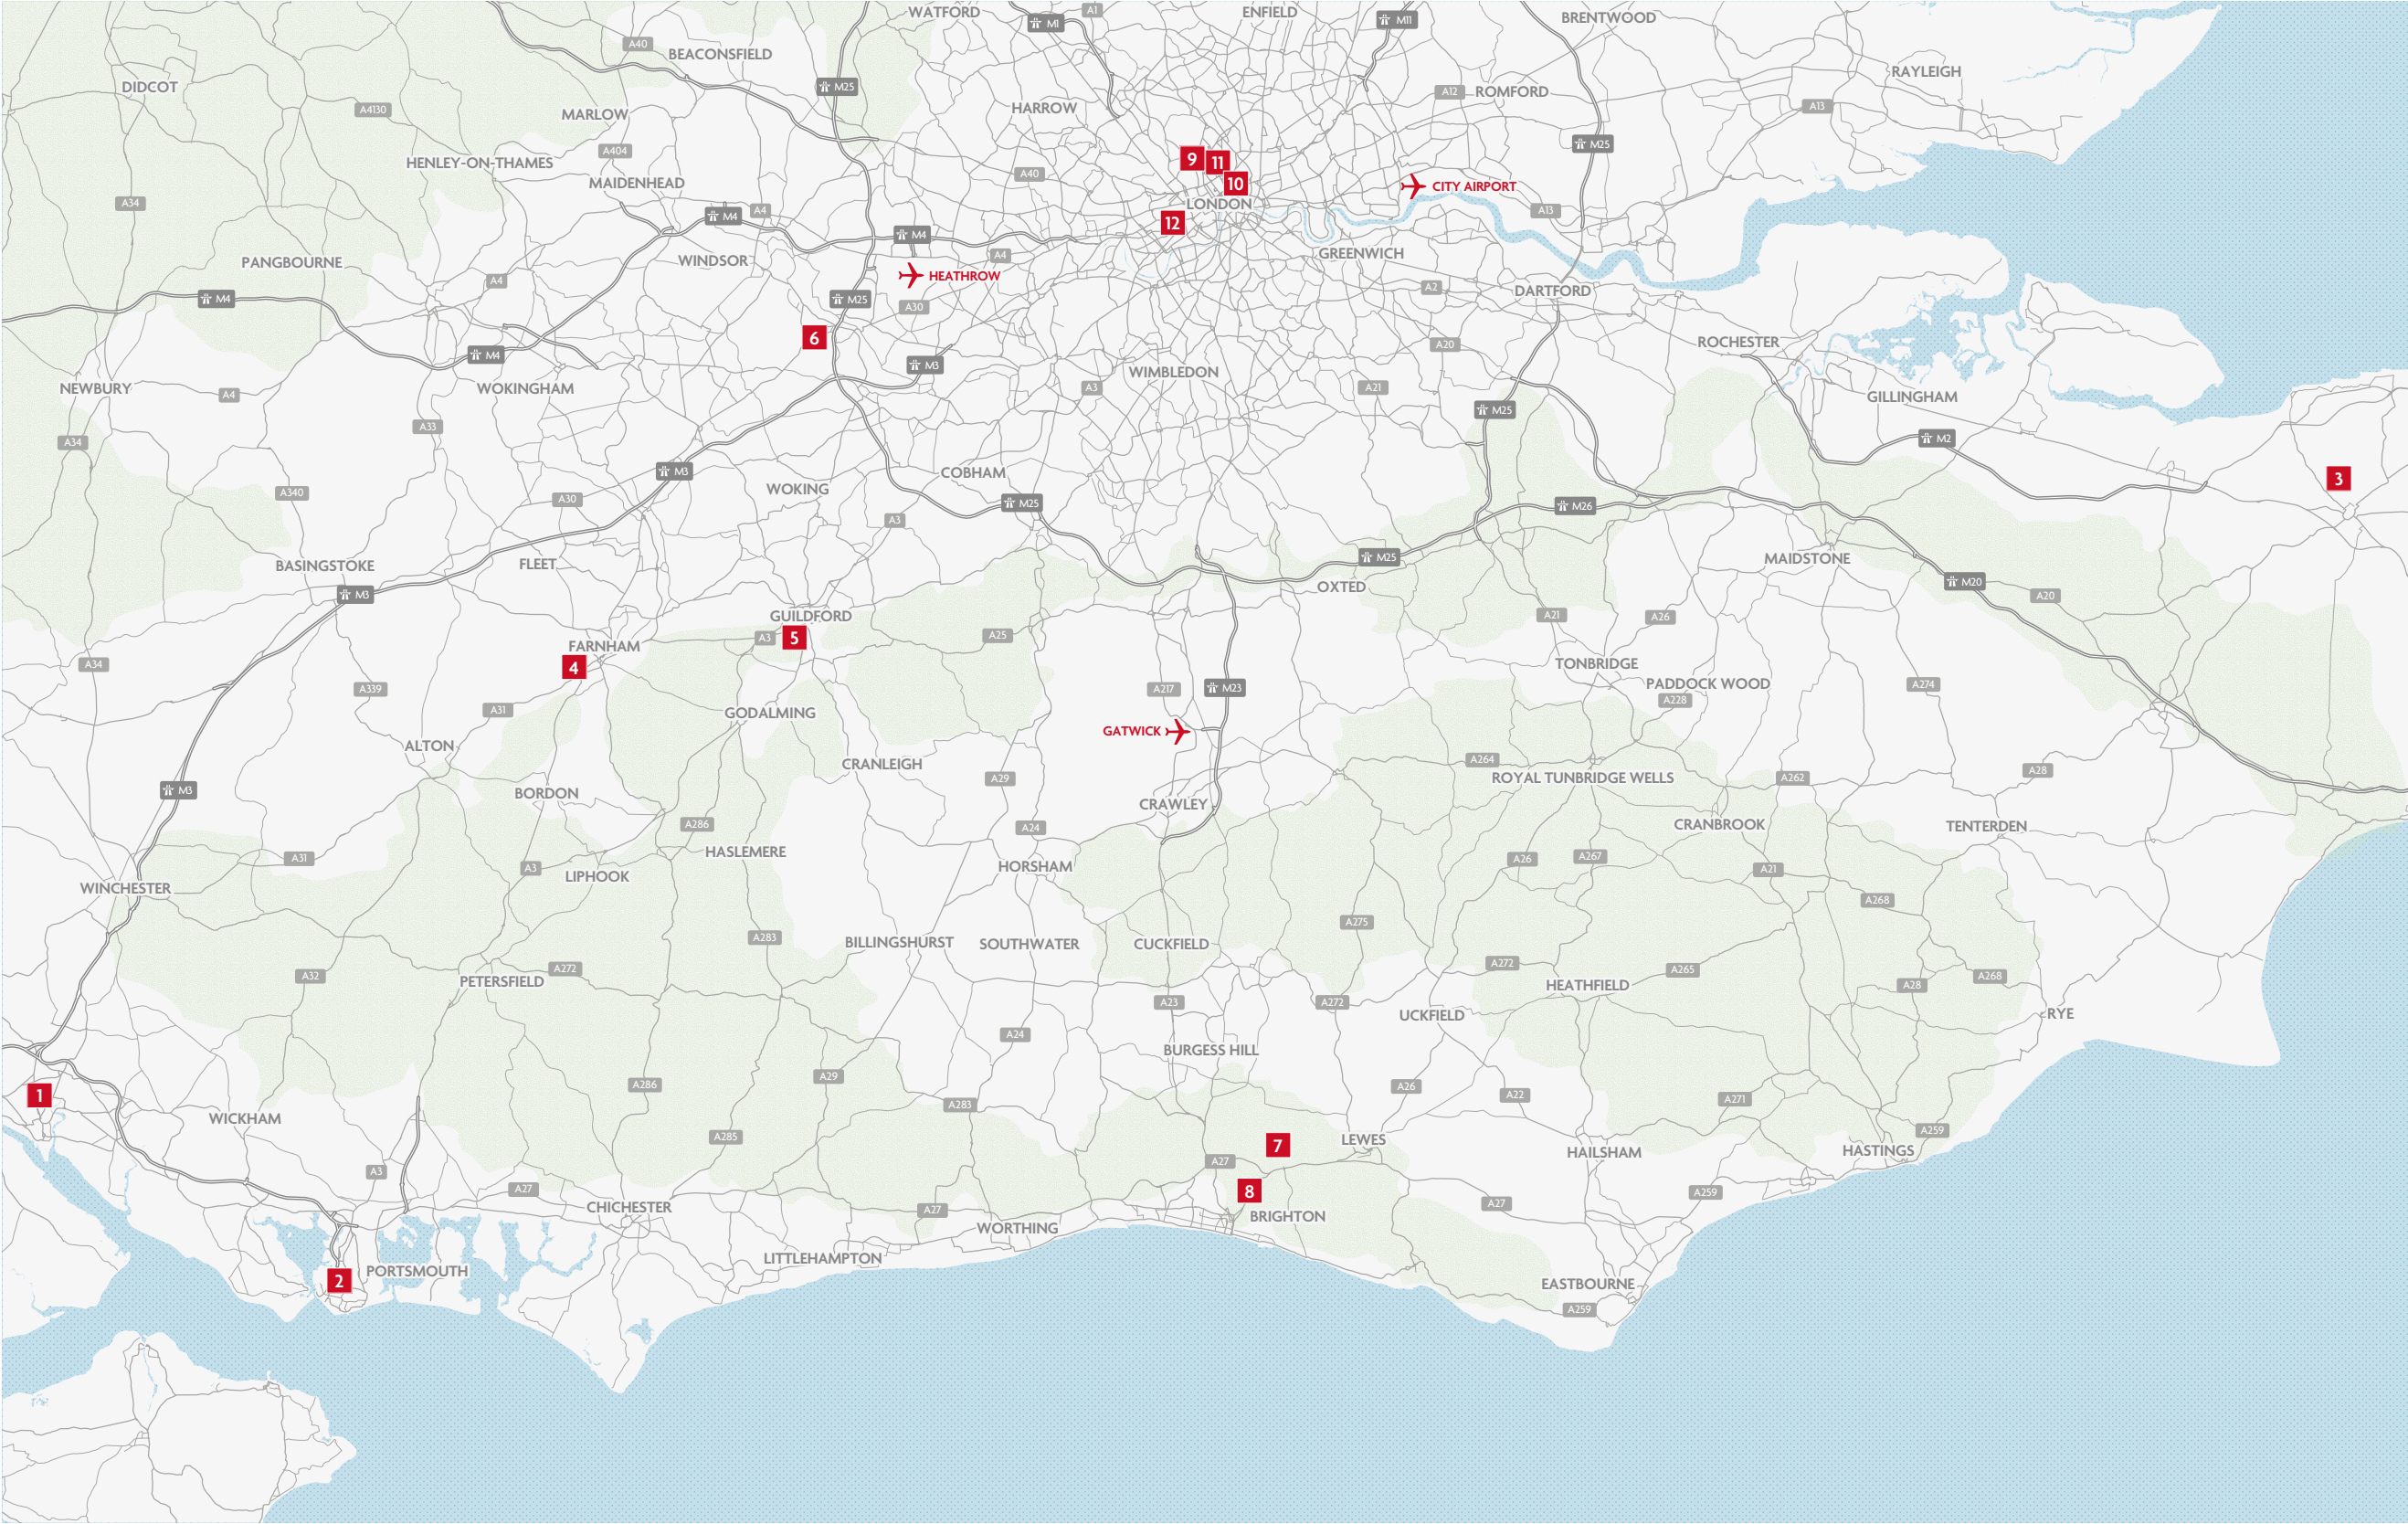 WATFORD
M1
A1
ENFIELD
M11
BRENTWOOD
A40
BEACONSFIELD
RAYLEIGH
DIDCOT
M25
A12
ROMFORD
A4130
MARLOW
HARROW
A13
A404
M25
HENLEY-ON-THAMES
9
11
A40
MAIDENHEAD
10
CITY AIRPORT
A34
M4
A4
LONDON
A13
12
M4
PANGBOURNE
WINDSOR
A4
GREENWICH
HEATHROW
A4
M4
M25
A30
A2
DARTFORD
6
A20
ROCHESTER
M4
M3
WIMBLEDON
NEWBURY
A4
WOKINGHAM
A3
A21
GILLINGHAM
A34
A33
M25
M2
M3
COBHAM
3
A340
A30
WOKING
M25
M26
A3
BASINGSTOKE
FLEET
M25
MAIDSTONE
M3
OXTED
M20
A20
GUILDFORD
A21
A26
A3
5
A25
FARNHAM
4
A34
TONBRIDGE
A339
A217
M23
PADDOCK WOOD
A274
A31
GODALMING
A228
GATWICK
ALTON
CRANLEIGH
A264
A29
ROYAL TUNBRIDGE WELLS
A262
A28
M3
BORDON
CRAWLEY
A286
A24
CRANBROOK
TENTERDEN
A31
HASLEMERE
A26
A267
A3
LIPHOOK
HORSHAM
A21
WINCHESTER
A268
A283
A275
BILLINGSHURST
SOUTHWATER
CUCKFIELD
A32
A272
A272
A265
PETERSFIELD
HEATHFIELD
A28
A268
A23
A272
UCKFIELD
RYE
A24
BURGESS HILL
A29
A286
A26
1
A22
A271
WICKHAM
A283
A285
7
LEWES
A259
A27
HAILSHAM
HASTINGS
A3
A27
8
A259
CHICHESTER
A27
A27
BRIGHTON
WORTHING
LITTLEHAMPTON
2
PORTSMOUTH
EASTBOURNE
A259